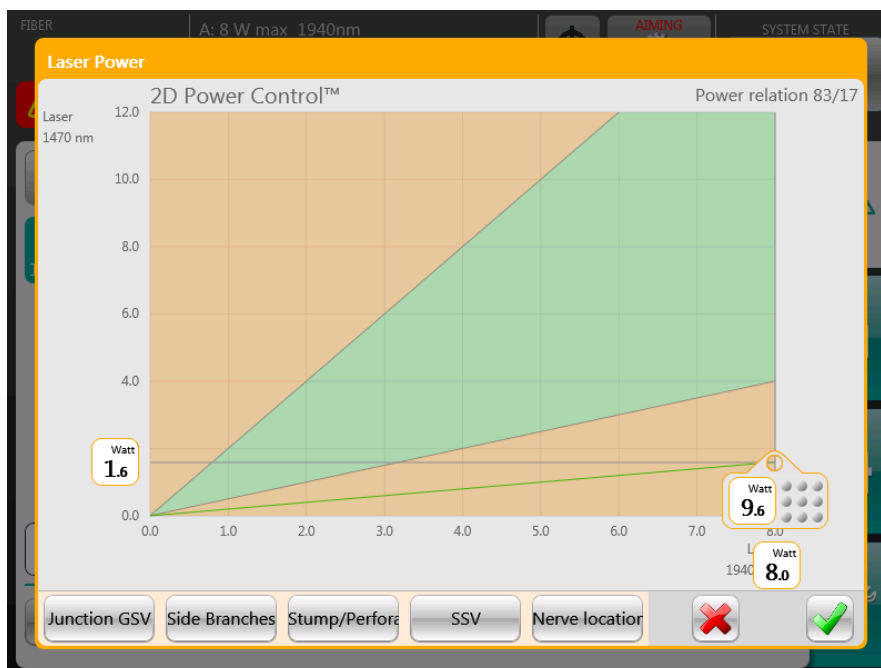 FIBER
A: 8 W max 1940nm
AIMING
SYSTEM STATE
Laser Power
2D Power Control™
Power relation 83/17
Laser
1470 nm
12.0
10.0
8.0
6.0
4.0
Watt
1.6
0.0
0.0 1.0 2.0 3.0 4.0 5.0 6.0 7.0 8.0
Watt
9.6
L
1940
Watt
8.0
Junction GSV Side Branches Stump/Perfora SSV Nerve location